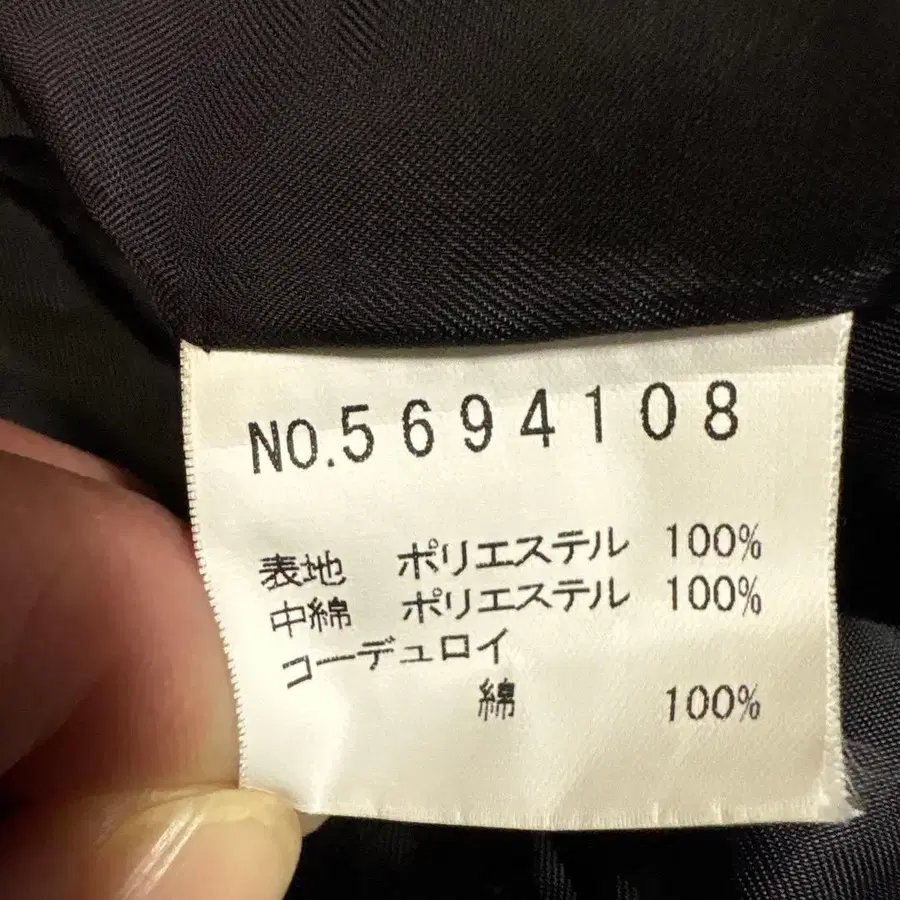 NO.5694108
表地 ポリエステル 100%
中綿 ポリエステル 100%
コーデュロイ
綿 100%